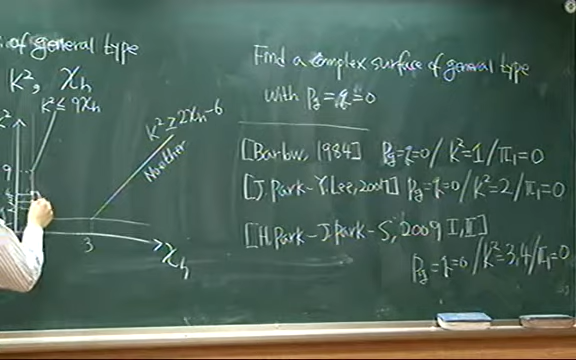 of general type
K², χₕ
K² ≤ 9χₕ
K²
9
K² ≥ 2χₕ-6
Noether
3
χₕ
Find a complex surface of general type
with Pg = q = 0
[Barlow, 1984] Pg=q=0 / K²=1 / π₁=0
[J.Park-Y.Lee, 2007] Pg=q=0 / K²=2 / π₁=0
[H.Park-J.Park-S, 2009 I, II]
Pg=q=0 / K²=3,4 / π₁=0